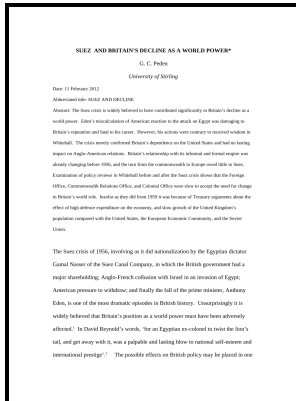 SUEZ AND BRITAIN'S DECLINE AS A WORLD POWER*
G. C. Peden
University of Stirling
Date: 11 February 2012
Abbreviated title: SUEZ AND DECLINE
Abstract: The Suez crisis is widely believed to have contributed significantly to Britain's decline as a
world power. Eden's miscalculation of American reaction to the attack on Egypt was damaging to
Britain's reputation and fatal to his career. However, his actions were contrary to received wisdom in
Whitehall. The crisis merely confirmed Britain's dependence on the United States and had no lasting
impact on Anglo-American relations. Britain's relationship with its informal and formal empire was
already changing before 1956, and the turn from the commonwealth to Europe owed little to Suez.
Examination of policy reviews in Whitehall before and after the Suez crisis shows that the Foreign
Office, Commonwealth Relations Office, and Colonial Office were slow to accept the need for change
in Britain's world role. Insofar as they did from 1959 it was because of Treasury arguments about the
effect of high defence expenditure on the economy, and slow growth of the United Kingdom's
population compared with the United States, the European Economic Community, and the Soviet
Union.
The Suez crisis of 1956, involving as it did nationalization by the Egyptian dictator
Gamal Nasser of the Suez Canal Company, in which the British government had a
major shareholding; Anglo-French collusion with Israel in an invasion of Egypt;
American pressure to withdraw; and finally the fall of the prime minister, Anthony
Eden, is one of the most dramatic episodes in British history. Unsurprisingly it is
widely believed that Britain's position as a world power must have been adversely
affected.¹ In David Reynold's words, 'for an Egyptian ex-colonel to twist the lion's
tail, and get away with it, was a palpable and lasting blow to national self-esteem and
international prestige'.² The possible effects on British policy may be placed in one